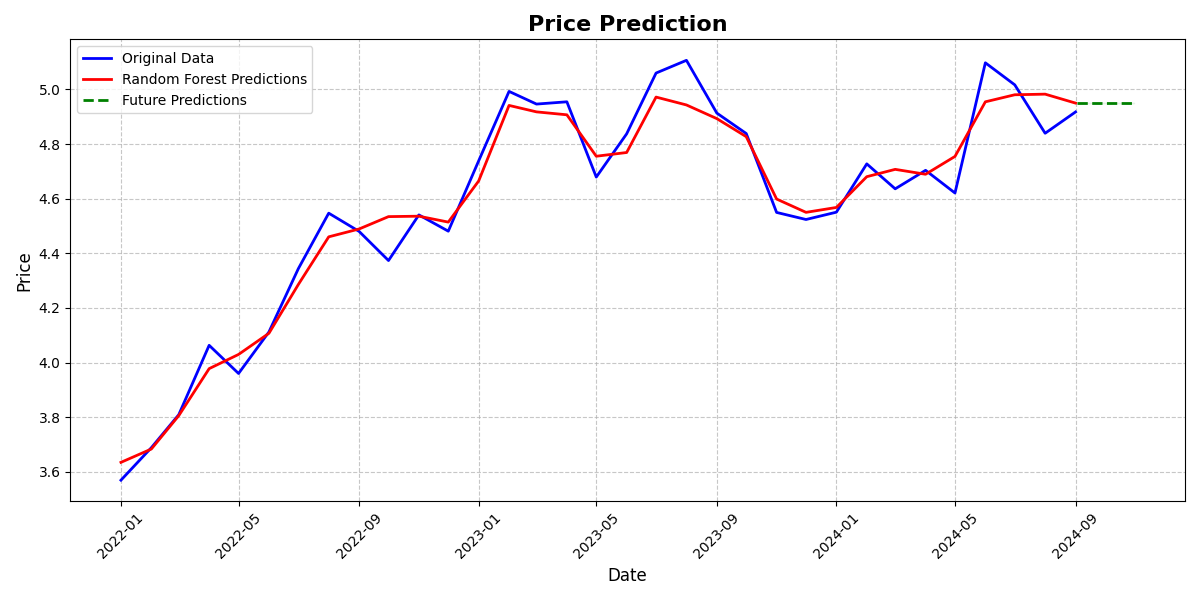 Price Prediction
Original Data
Random Forest Predictions
Future Predictions
Price
5.0
4.8
4.6
4.4
4.2
4.0
3.8
3.6
2022-01
2022-05
2022-09
2023-01
2023-05
2023-09
2024-01
2024-05
2024-09
Date